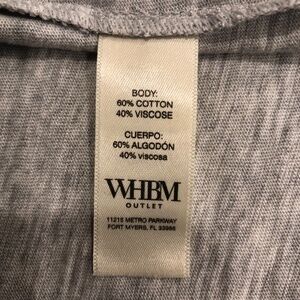 BODY:
60% COTTON
40% VISCOSE
CUERPO:
60% ALGODÓN
40% viscosa
WHBM
OUTLET
11215 METRO PARKWAY
FORT MYERS, FL 33966